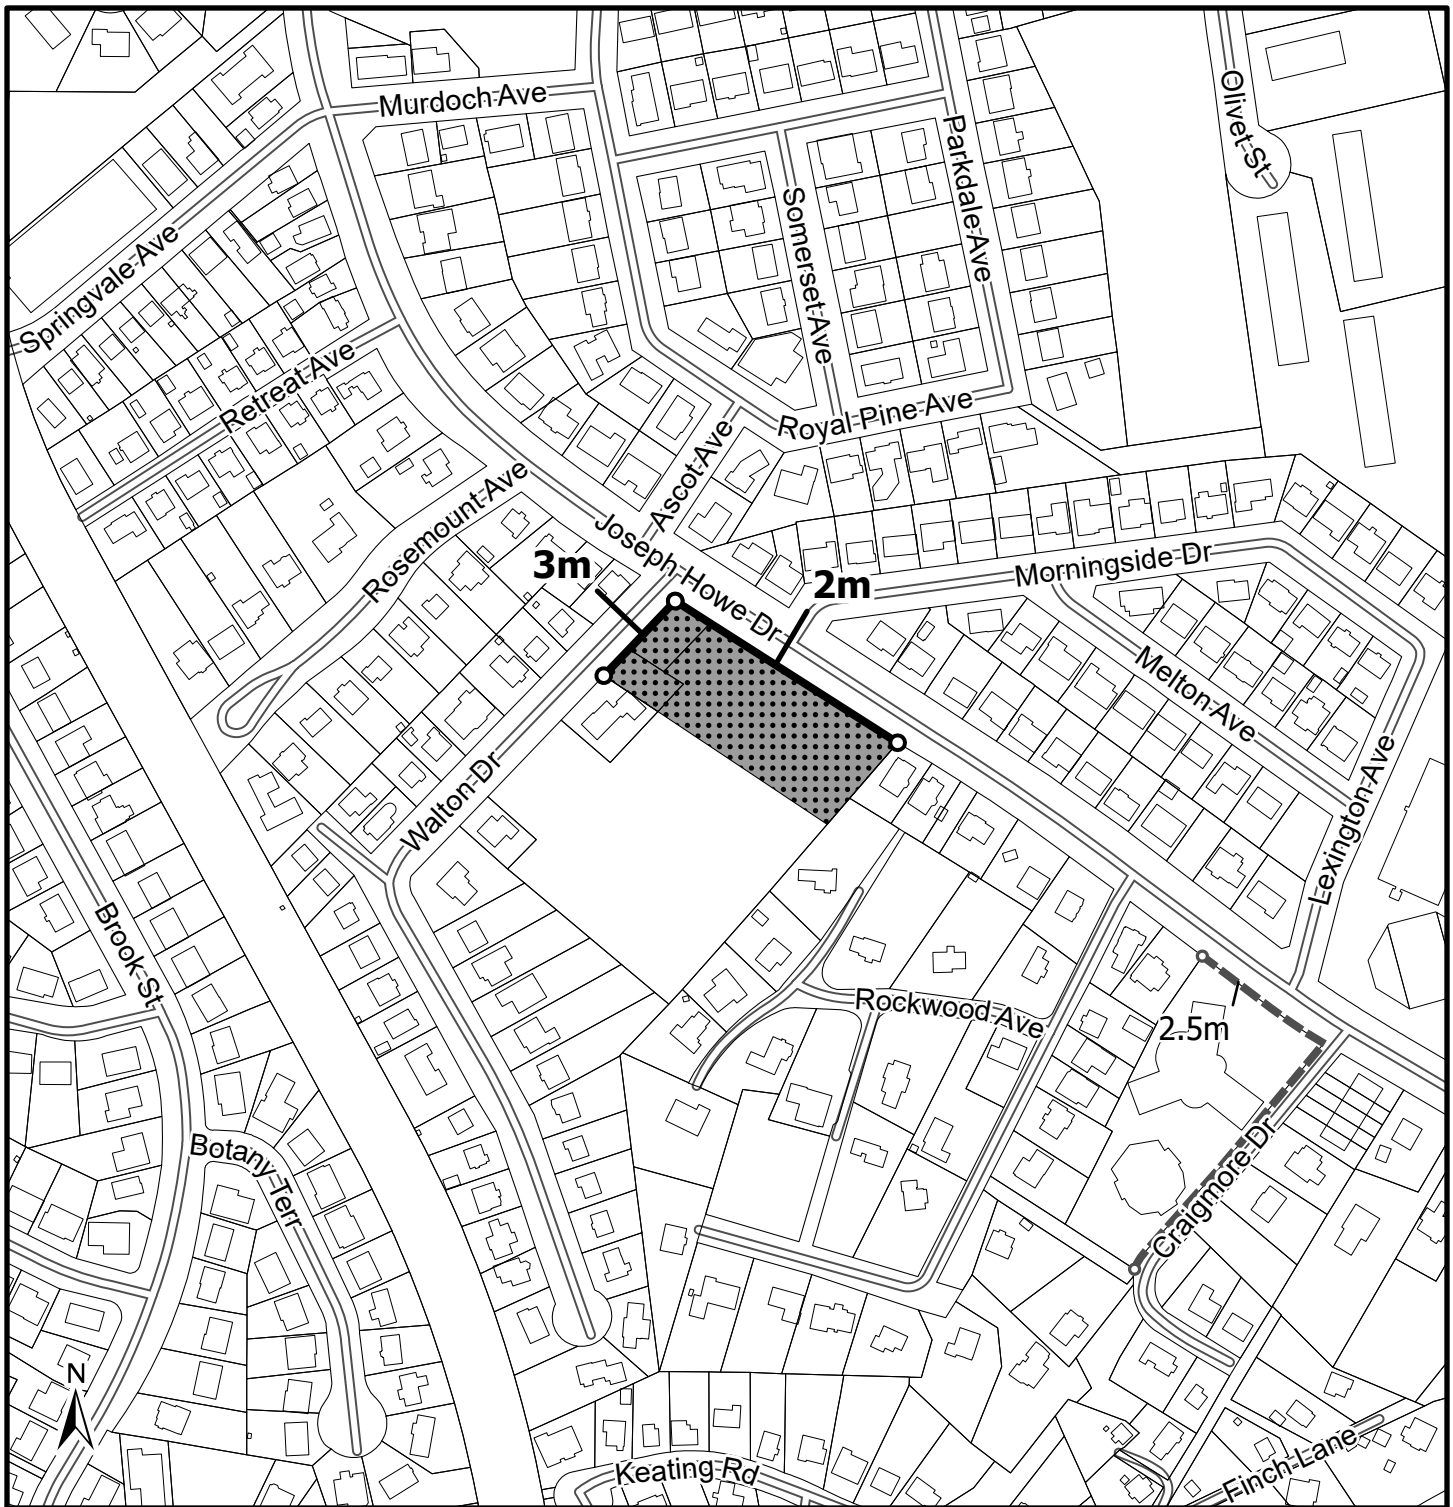 Murdoch Ave
Olivet St
Parkdale Ave
Somerset Ave
Springvale Ave
Retreat Ave
Royal Pine Ave
Ascot Ave
Rosemount Ave
Joseph Howe Dr
Morningside Dr
3m
2m
Melton Ave
Walton Dr
Lexington Ave
Brook St
Rockwood Ave
2.5m
Botany Terr
Craigmore Dr
N
Keating Rd
Finch Lane